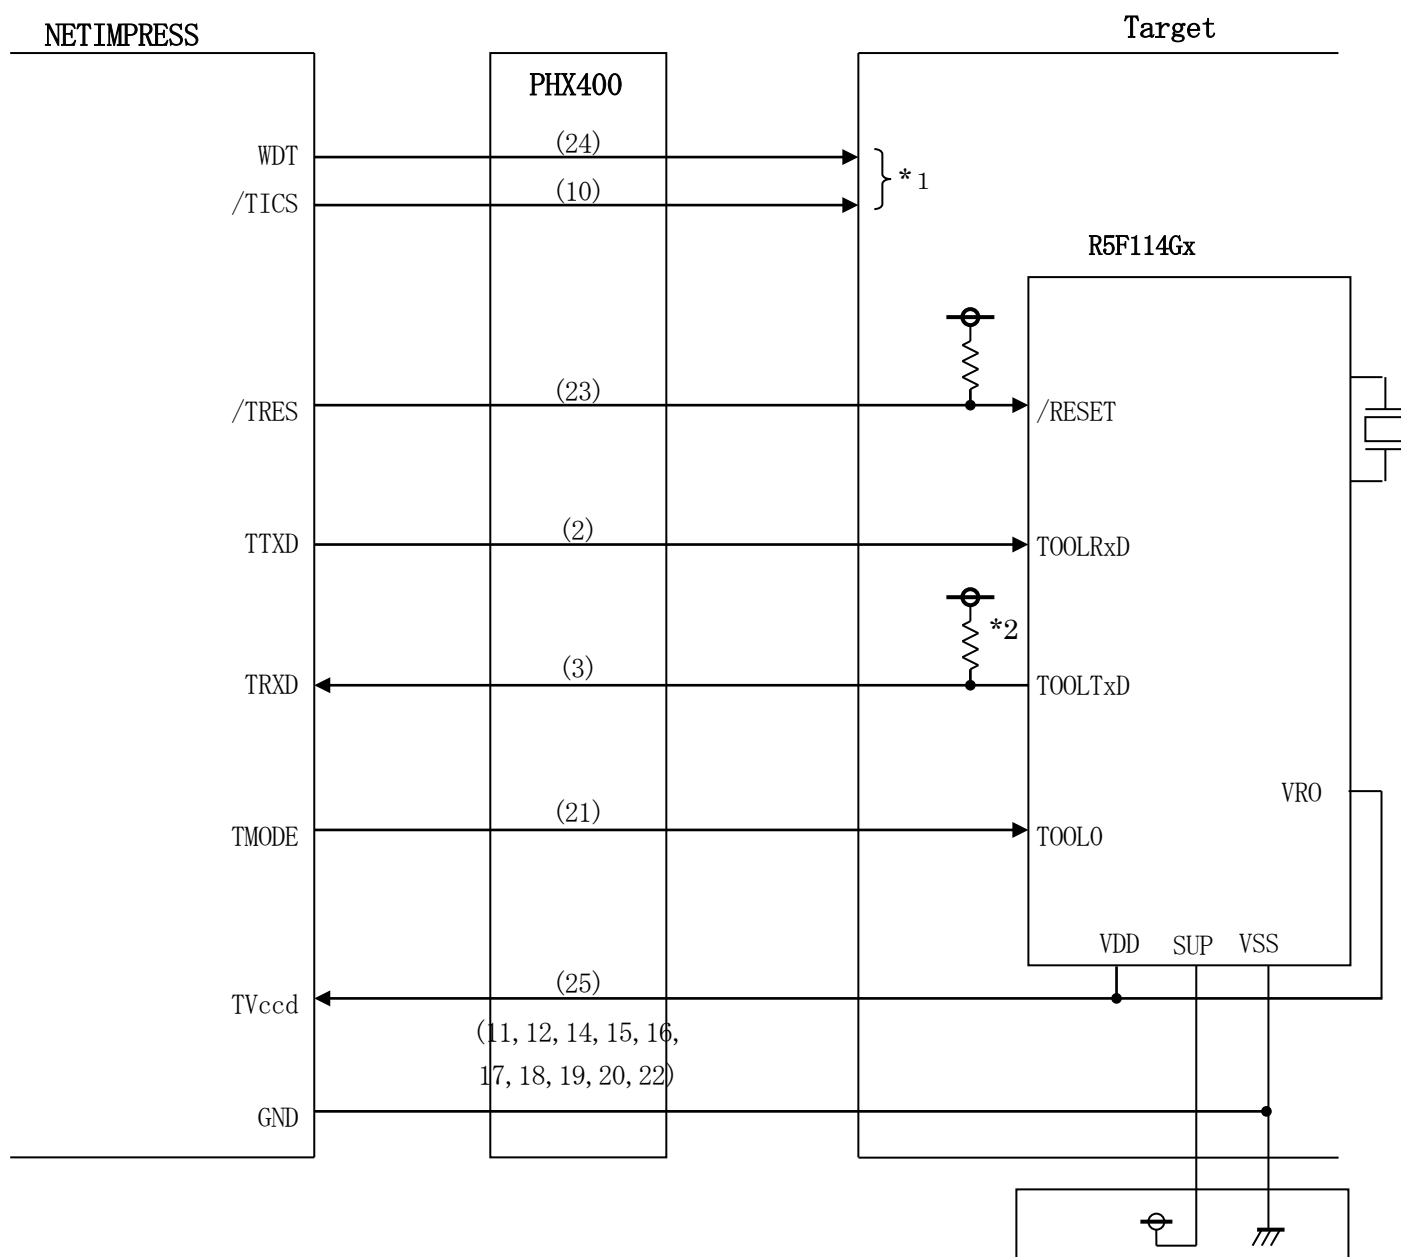 NETIMPRESS
Target
PHX400
WDT
(24)
*1
/TICS
(10)
R5F114Gx
/TRES
(23)
/RESET
TTXD
(2)
TOOLRxD
*2
TRXD
(3)
TOOLTxD
VRO
TMODE
(21)
TOOL0
VDD
SUP
VSS
TVccd
(25)
(11,12,14,15,16,
17,18,19,20,22)
GND